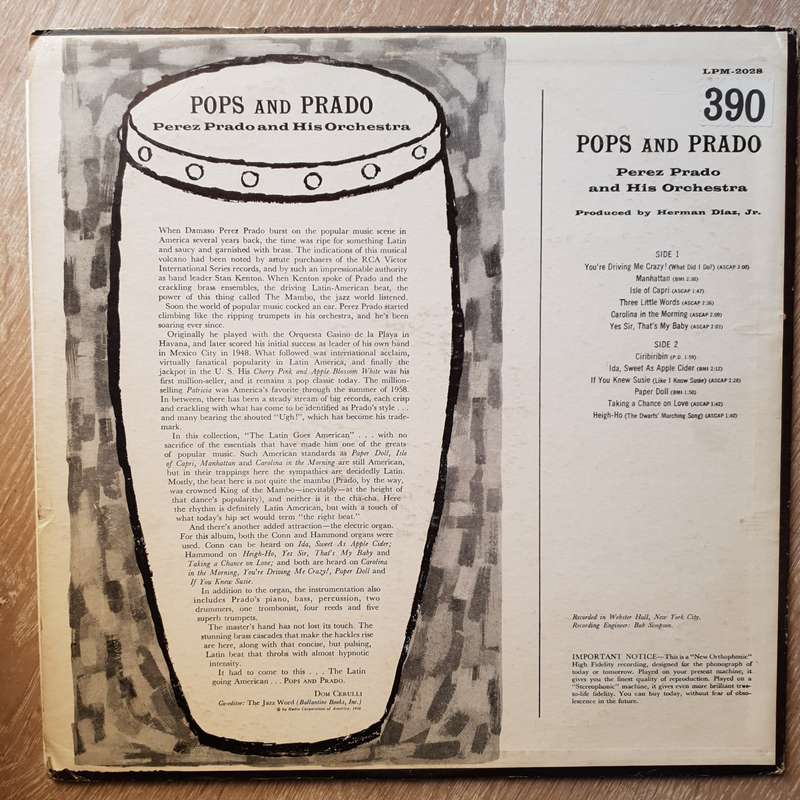 POPS AND PRADO
Perez Prado and His Orchestra
When Damaso Perez Prado burst on the popular music scene in
America several years back, the time was ripe for something Latin
and saucy and garnished with brass. The indications of this musical
volcano had been noted by astute purchasers of the RCA Victor
International Series records, and by such an impressionable authority
as band leader Stan Kenton. When Kenton spoke of Prado and the
crackling brass ensembles, the driving Latin-American beat, the
power of this thing called The Mambo, the jazz world listened.
Soon the world of popular music cocked an ear. Perez Prado started
climbing like the ripping trumpets in his orchestra, and he's been
soaring ever since.
Originally he played with the Orquesta Casino de la Playa in
Havana, and later scored his initial success as leader of his own band
in Mexico City in 1948. What followed was international acclaim,
virtually fanatical popularity in Latin America, and finally the
jackpot in the U. S. His Cherry Pink and Apple Blossom White was his
first million-seller, and it remains a pop classic today. The million-
selling Patricia was America's favorite through the summer of 1958.
In between, there has been a steady stream of big records, each crisp
and crackling with what has come to be identified as Prado's style . . .
and many bearing the shouted "Ugh!", which has become his trade-
mark.
In this collection, "The Latin Goes American" . . . with no
sacrifice of the essentials that have made him one of the greats
of popular music. Such American standards as Paper Doll, Isle
of Capri, Manhattan and Carolina in the Morning are still American,
but in their trappings here the sympathies are decidedly Latin.
Mostly, the beat here is not quite the mambo (Prado, by the way,
was crowned King of the Mambo—inevitably—at the height of
that dance's popularity), and neither is it the cha-cha. Here
the rhythm is definitely Latin American, but with a touch of
what today's hip set would term "the right beat."
And there's another added attraction—the electric organ.
For this album, both the Conn and Hammond organs were
used. Conn can be heard on Ida, Sweet As Apple Cider;
Hammond on Heigh-Ho, Yes Sir, That's My Baby and
Taking a Chance on Love; and both are heard on Carolina
in the Morning, You're Driving Me Crazy!, Paper Doll and
If You Knew Susie.
In addition to the organ, the instrumentation also
includes Prado's piano, bass, percussion, two
drummers, one trombonist, four reeds and five
superb trumpets.
The master's hand has not lost its touch. The
stunning brass cascades that make the hackles rise
are here, along with that concise, but pulsing,
Latin beat that throbs with almost hypnotic
intensity.
It had to come to this . . . The Latin
going American . . . POPS AND PRADO.
DOM CERULLI
Co-editor: The Jazz Word (Ballantine Books, Inc.)
© by Radio Corporation of America,
LPM-2028
390
POPS AND PRADO
Perez Prado
and His Orchestra
Produced by Herman Diaz, Jr.
SIDE 1
You're Driving Me Crazy! (What Did I Do?) (ASCAP 2:08)
Manhattan (BMI 2:30)
Isle of Capri (ASCAP 1:47)
Three Little Words (ASCAP 2:36)
Carolina in the Morning (ASCAP 2:09)
Yes Sir, That's My Baby (ASCAP 2:02)
SIDE 2
Ciribiribin (P.D. 1:59)
Ida, Sweet As Apple Cider (BMI 2:12)
If You Knew Susie (Like I Know Susie) (ASCAP 2:28)
Paper Doll (BMI 1:56)
Taking a Chance on Love (ASCAP 1:42)
Heigh-Ho (The Dwarfs' Marching Song) (ASCAP 1:40)
Recorded in Webster Hall, New York City.
Recording Engineer: Bob Simpson.
IMPORTANT NOTICE—This is a "New Orthophonic"
High Fidelity recording, designed for the phonograph of
today or tomorrow. Played on your present machine, it
gives you the finest quality of reproduction. Played on a
"Stereophonic" machine, it gives even more brilliant true-
to-life fidelity. You can buy today, without fear of obso-
lescence in the future.